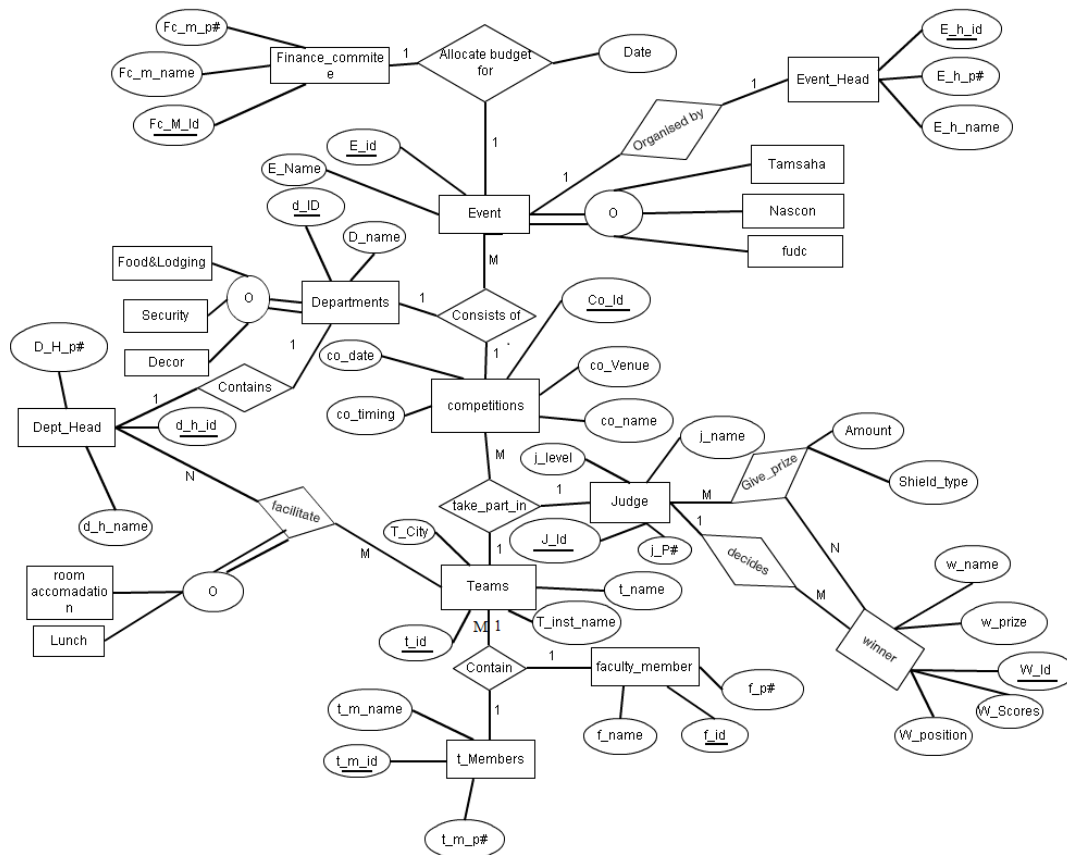 Fc_m_p#
Fc_m_name
Fc_M_Id
Finance_commite
e
1
Allocate budget
for
Date
1
Event_Head
E_h_id
E_h_p#
E_h_name
1
Organised by
1
E_id
E_Name
Event
O
Tamsaha
Nascon
fudc
M
d_ID
D_name
Departments
Food&Lodging
Security
Decor
O
1
Consists of
1
1
Contains
1
D_H_p#
Dept_Head
d_h_id
d_h_name
Co_Id
co_date
co_Venue
co_timing
competitions
co_name
M
take_part_in
1
1
j_level
j_name
Judge
J_Id
j_P#
M
Give_prize
Amount
Shield_type
N
1
decides
M
winner
w_name
w_prize
W_Id
W_Scores
W_position
N
facilitate
M
O
room
accomadatio
n
Lunch
T_City
Teams
t_name
T_inst_name
t_id
M 1
Contain
1
faculty_member
f_p#
f_name
f_id
1
t_m_name
t_m_id
t_Members
t_m_p#